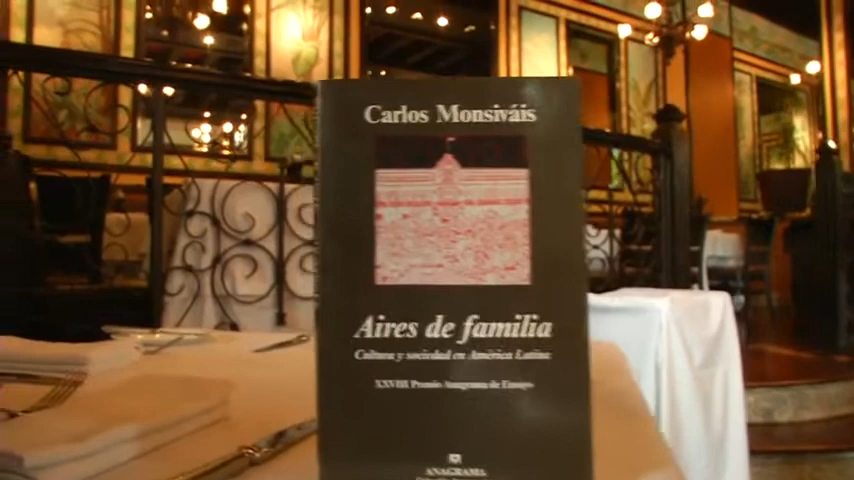 Carlos Monsiváis
Aires de familia
Cultura y sociedad en América Latina
XXVIII Premio Anagrama de Ensayo
ANAGRAMA